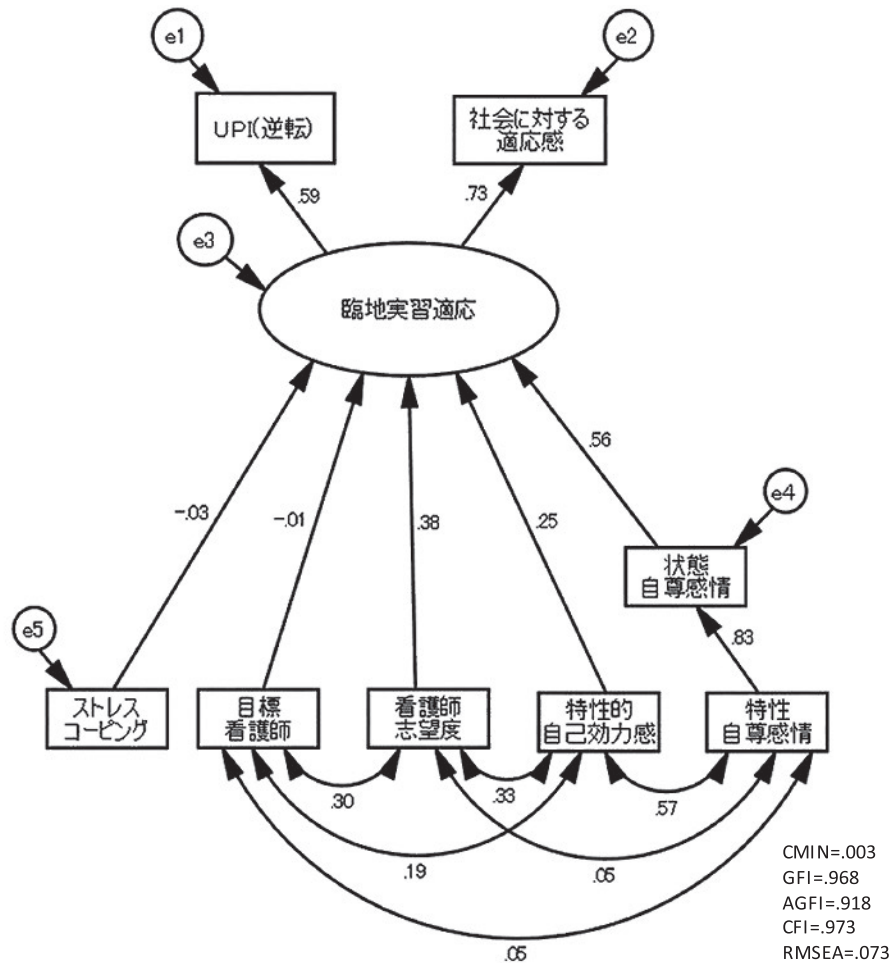 e1
e2
UPI(逆転)
社会に対する
適応感
.59
.73
e3
臨地実習適応
.56
e4
-.03
-.01
.38
.25
状態
自尊感情
e5
.83
ストレス
コーピング
目標
看護師
看護師
志望度
特性的
自己効力感
特性
自尊感情
.30
.33
.57
.19
.05
.05
CMIN=.003
GFI=.968
AGFI=.918
CFI=.973
RMSEA=.073